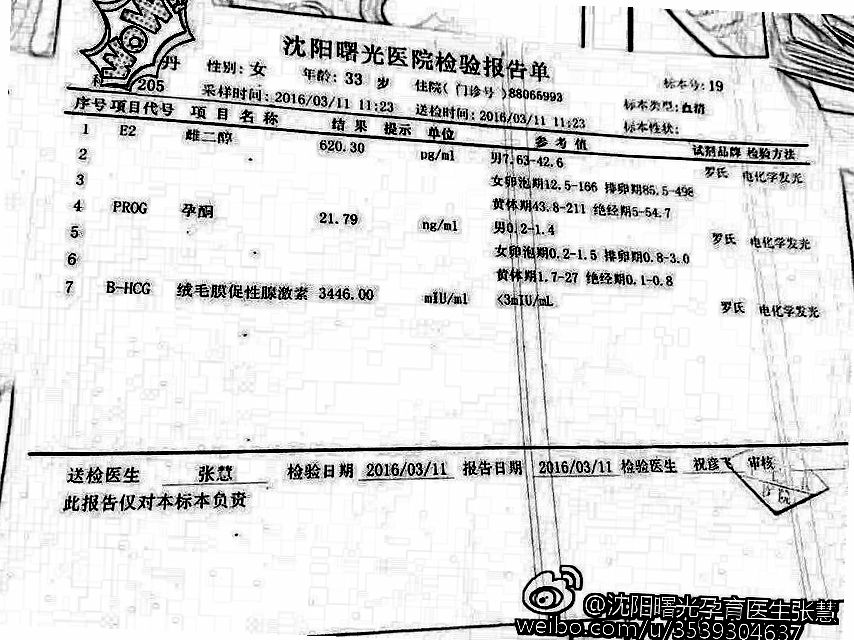 WOW
沈阳曙光医院检验报告单
丹 性别: 女 年龄: 33 岁 住院(门诊号)88065993 标本号: 19
205 采样时间: 2016/03/11 11:23 送检时间: 2016/03/11 11:23 标本类型: 血清
标本性状:
序号 项目代号 项目名称 结果 提示 单位 参考值 试剂品牌 检验方法
1 E2 雌二醇 620.30 pg/ml 男7.63-42.6 罗氏 电化学发光
2 女卵泡期12.5-166 排卵期85.5-498
3 黄体期43.8-211 绝经期5-54.7
4 PROG 孕酮 21.79 ng/ml 男0.2-1.4 罗氏 电化学发光
5 女卵泡期0.2-1.5 排卵期0.8-3.0
6 黄体期1.7-27 绝经期0.1-0.8
7 B-HCG 绒毛膜促性腺激素 3446.00 mIU/ml <3mIU/mL 罗氏 电化学发光
送检医生 张慧 检验日期 2016/03/11 报告日期 2016/03/11 检验医生 祝彦飞 审核
此报告仅对本标本负责
@沈阳曙光孕育医生张慧
weibo.com/u/3539304637